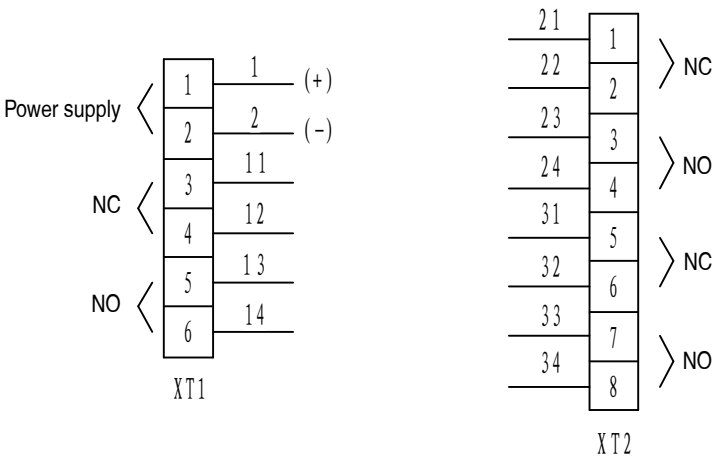 Power supply
1 1 (+)
2 2 (−)
NC
3 11
4 12
NO
5 13
6 14
XT1
21 1
22 2
NC
23 3
24 4
NO
31 5
32 6
NC
33 7
34 8
NO
XT2